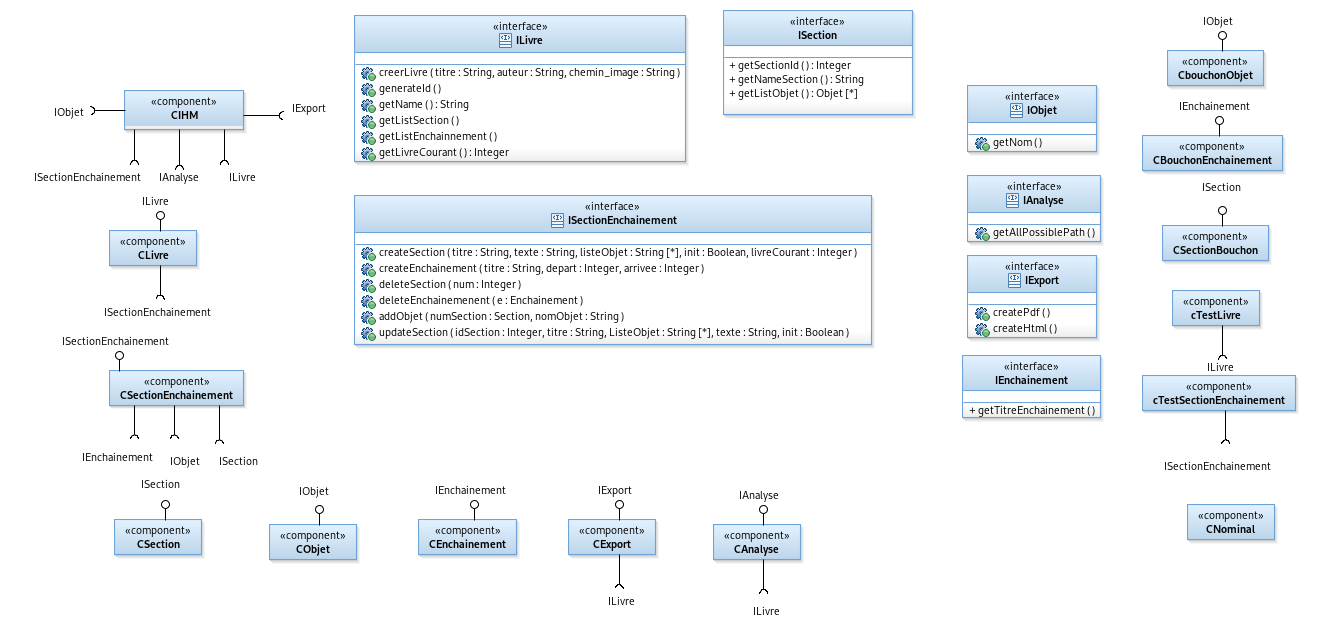 «component»
CIHM
IObjet
IExport
ISectionEnchainement
IAnalyse
ILivre
ILivre
«component»
CLivre
ISectionEnchainement
ISectionEnchainement
«component»
CSectionEnchainement
IEnchainement
IObjet
ISection
ISection
«component»
CSection
IObjet
«component»
CObjet
IEnchainement
«component»
CEnchainement
IExport
«component»
CExport
ILivre
IAnalyse
«component»
CAnalyse
ILivre
«interface»
ILivre
creerLivre ( titre : String, auteur : String, chemin_image : String )
generateId ( )
getName ( ) : String
getListSection ( )
getListEnchainnement ( )
getLivreCourant ( ) : Integer
«interface»
ISection
+ getSectionId ( ) : Integer
+ getNameSection ( ) : String
+ getListObjet ( ) : Objet [*]
«interface»
ISectionEnchainement
createSection ( titre : String, texte : String, listeObjet : String [*], init : Boolean, livreCourant : Integer )
createEnchainement ( titre : String, depart : Integer, arrivee : Integer )
deleteSection ( num : Integer )
deleteEnchainemenent ( e : Enchainement )
addObjet ( numSection : Section, nomObjet : String )
updateSection ( idSection : Integer, titre : String, ListeObjet : String [*], texte : String, init : Boolean )
«interface»
IObjet
getNom ( )
«interface»
IAnalyse
getAllPossiblePath ( )
«interface»
IExport
createPdf ( )
createHtml ( )
«interface»
IEnchainement
+ getTitreEnchainement ( )
IObjet
«component»
CbouchonObjet
IEnchainement
«component»
CBouchonEnchainement
ISection
«component»
CSectionBouchon
«component»
cTestLivre
ILivre
«component»
cTestSectionEnchainement
ISectionEnchainement
«component»
CNominal